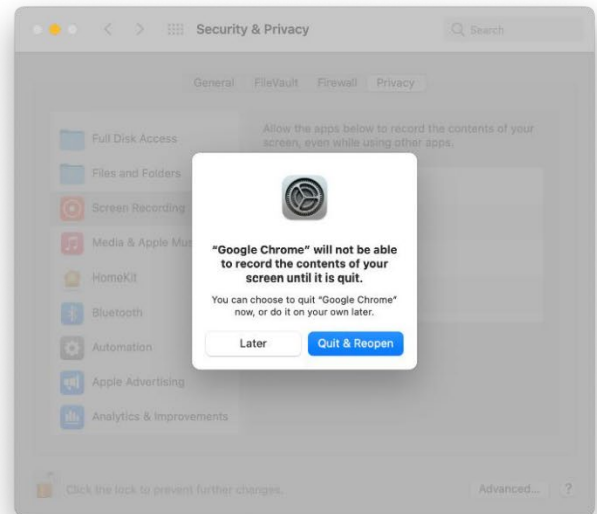 Security & Privacy
Search
General FileVault Firewall Privacy
Full Disk Access
Files and Folders
Screen Recording
Media & Apple Mus
HomeKit
Bluetooth
Automation
Apple Advertising
Analytics & Improvements
Allow the apps below to record the contents of your
screen, even while using other apps.
“Google Chrome” will not be able
to record the contents of your
screen until it is quit.
You can choose to quit “Google Chrome”
now, or do it on your own later.
Later Quit & Reopen
Click the lock to prevent further changes.
Advanced... ?